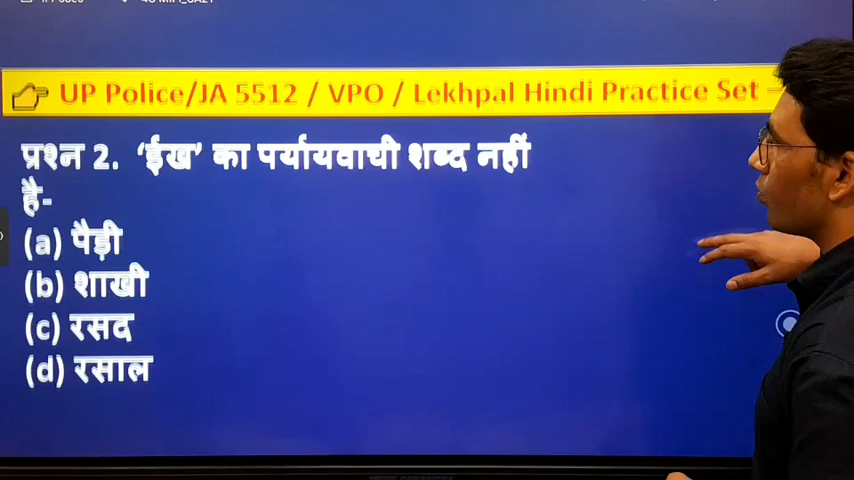 UP Police/JA 5512 / VPO / Lekhpal Hindi Practice Set –
प्रश्न 2. ‘ईख’ का पर्यायवाची शब्द नहीं
है-
(a) पैड़ी
(b) शाखी
(c) रसद
(d) रसाल